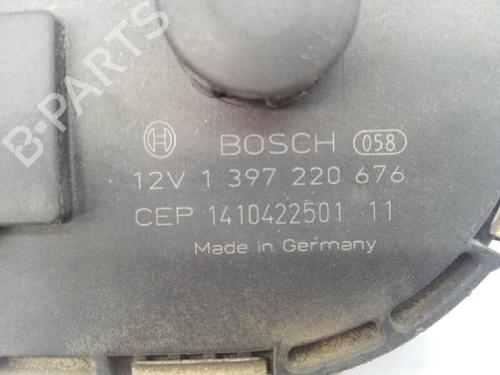 BOSCH 058
12V 1 397 220 676
CEP 1410422501 11
Made in Germany
B-PARTS